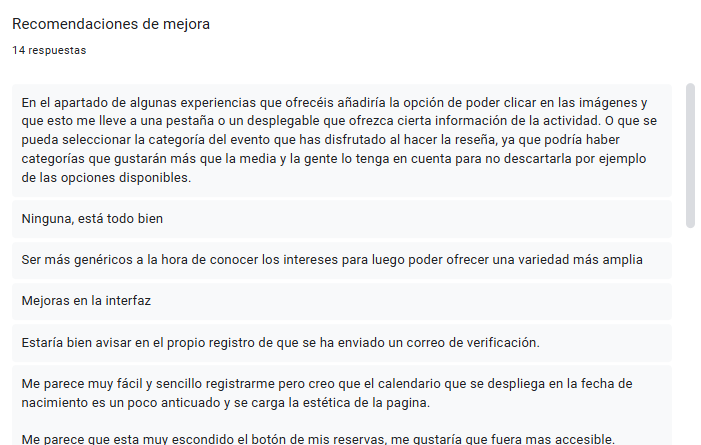 Recomendaciones de mejora
14 respuestas
En el apartado de algunas experiencias que ofrecéis añadiría la opción de poder clicar en las imágenes y
que esto me lleve a una pestaña o un desplegable que ofrezca cierta información de la actividad. O que se
pueda seleccionar la categoría del evento que has disfrutado al hacer la reseña, ya que podría haber
categorías que gustarán más que la media y la gente lo tenga en cuenta para no descartarla por ejemplo
de las opciones disponibles.
Ninguna, está todo bien
Ser más genéricos a la hora de conocer los intereses para luego poder ofrecer una variedad más amplia
Mejoras en la interfaz
Estaría bien avisar en el propio registro de que se ha enviado un correo de verificación.
Me parece muy fácil y sencillo registrarme pero creo que el calendario que se despliega en la fecha de
nacimiento es un poco anticuado y se carga la estética de la pagina.
Me parece que esta muy escondido el botón de mis reservas, me gustaría que fuera mas accesible.